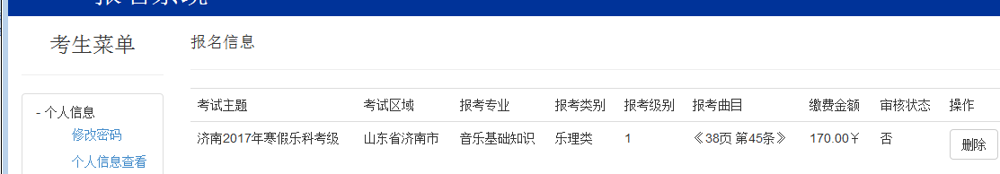 报名系统
考生菜单
报名信息
- 个人信息
修改密码
个人信息查看
考试主题 考试区域 报考专业 报考类别 报考级别 报考曲目 缴费金额 审核状态 操作
济南2017年寒假乐科考级 山东省济南市 音乐基础知识 乐理类 1 《38页 第45条》 170.00￥ 否 删除